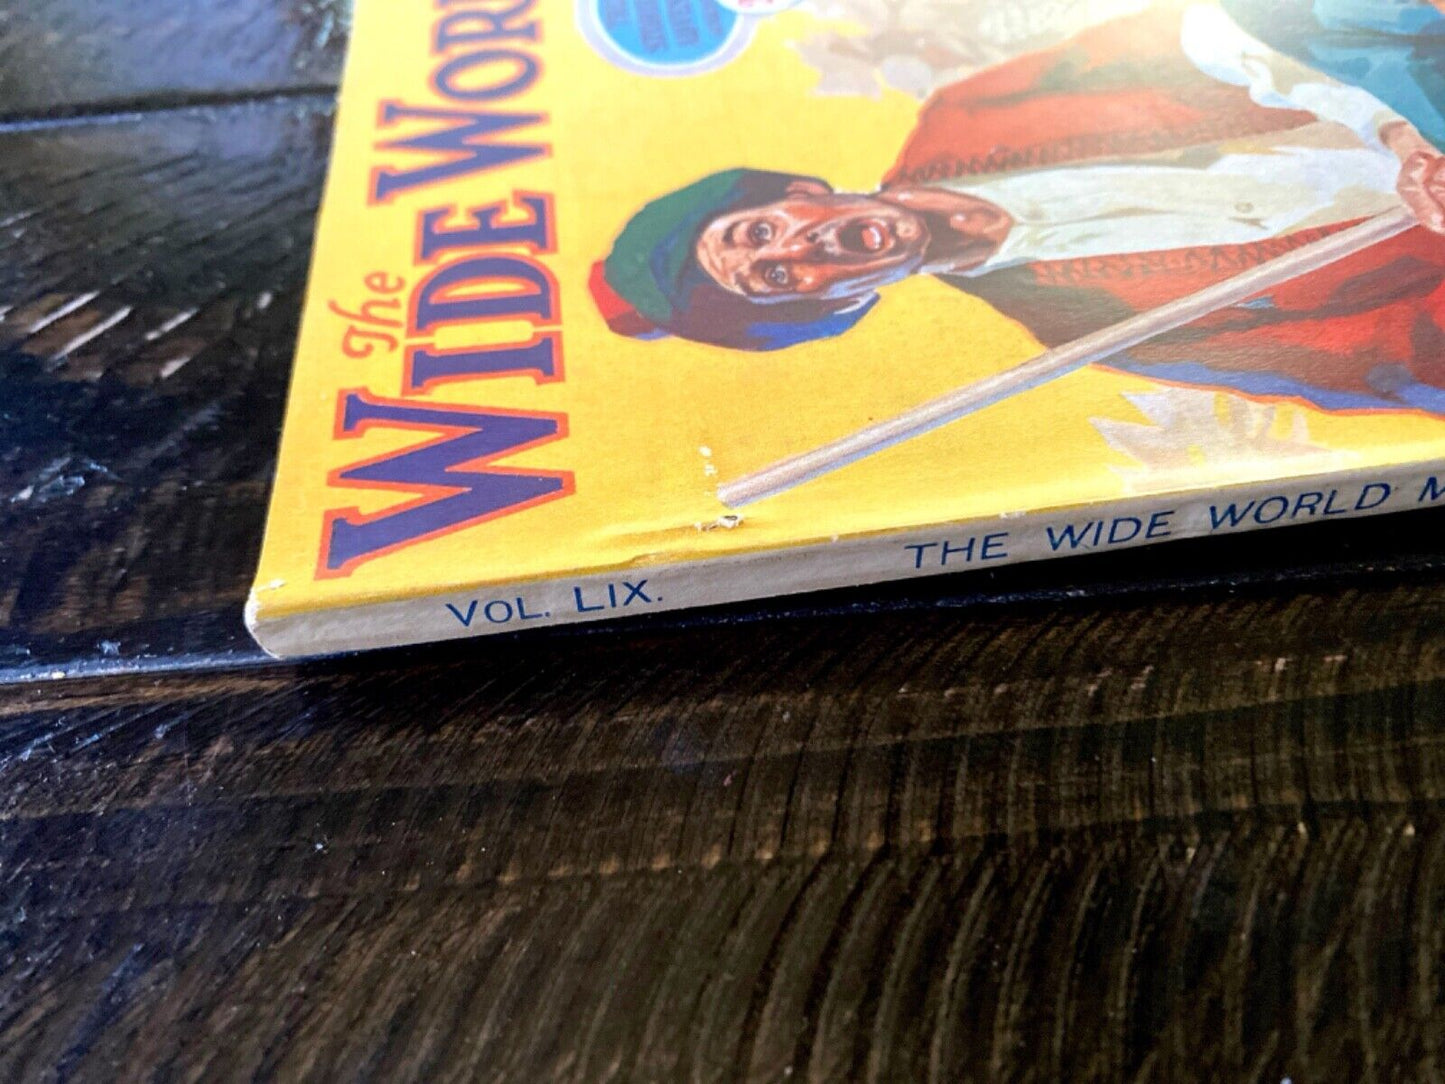 The
WIDE WOR
VOL. LIX. THE WIDE WORLD M